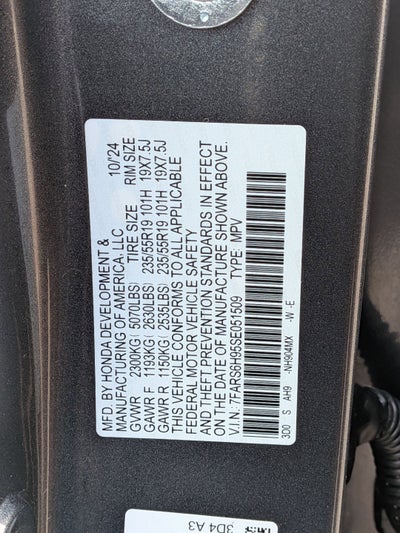 MFD. BY HONDA DEVELOPMENT &
MANUFACTURING OF AMERICA, LLC 10/24
GVWR 2300KG( 5070LBS) TIRE SIZE RIM SIZE
GAWR F 1193KG( 2630LBS) 235/55R19 101H 19X7.5J
GAWR R 1150KG( 2535LBS) 235/55R19 101H 19X7.5J
THIS VEHICLE CONFORMS TO ALL APPLICABLE
FEDERAL MOTOR VEHICLE SAFETY
AND THEFT PREVENTION STANDARDS IN EFFECT
ON THE DATE OF MANUFACTURE SHOWN ABOVE.
V.I.N: 7FARS6H95SE051509 TYPE: MPV
3D0 S AH9 -NH904MX -W -E
3D4 A3